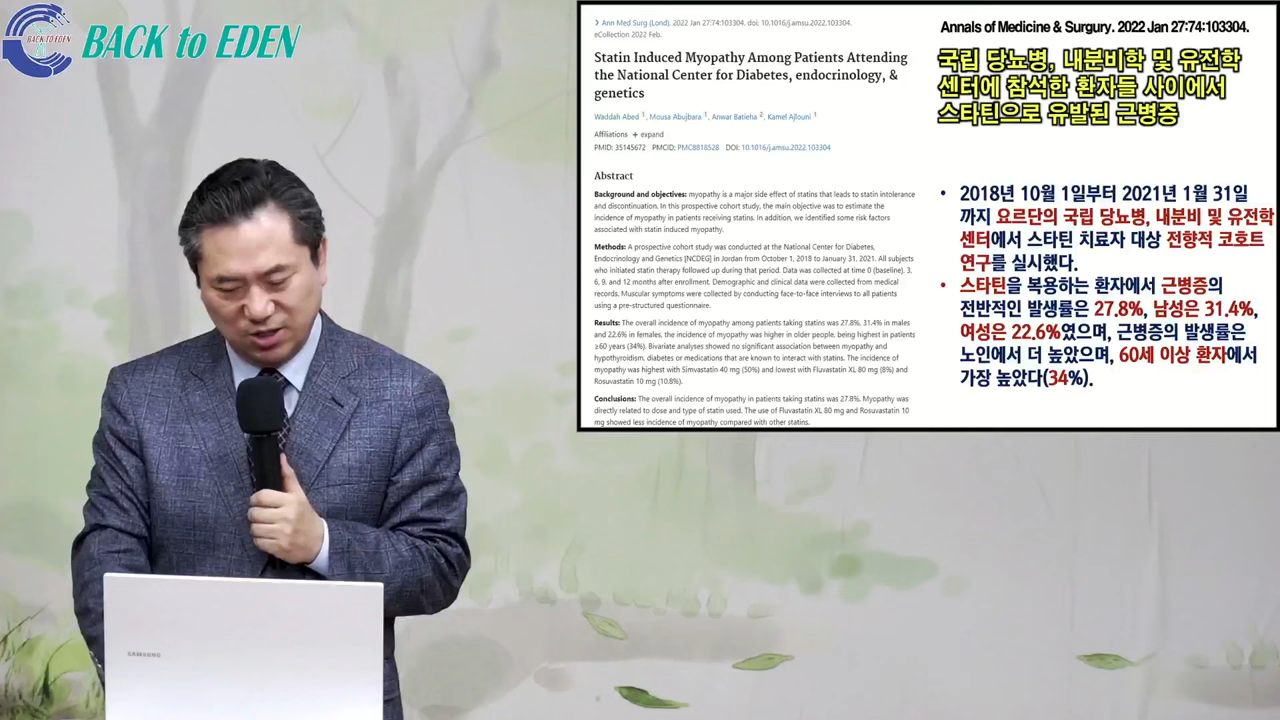 BACK TO EDEN
BACK to EDEN
Ann Med Surg (Lond). 2022 Jan 27:74:103304. doi: 10.1016/j.amsu.2022.103304.
eCollection 2022 Feb.
Statin Induced Myopathy Among Patients Attending
the National Center for Diabetes, endocrinology, &
genetics
Waddah Abed 1, Mousa Abujbara 1, Anwar Batieha 2, Kamel Ajlouni 1
Affiliations + expand
PMID: 35145672 PMCID: PMC8818528 DOI: 10.1016/j.amsu.2022.103304
Abstract
Background and objectives: myopathy is a major side effect of statins that leads to statin intolerance
and discontinuation. In this prospective cohort study, the main objective was to estimate the
incidence of myopathy in patients receiving statins. In addition, we identified some risk factors
associated with statin induced myopathy.
Methods: A prospective cohort study was conducted at the National Center for Diabetes,
Endocrinology and Genetics [NCDEG] in Jordan from October 1, 2018 to January 31, 2021. All subjects
who initiated statin therapy followed up during that period. Data was collected at time 0 (baseline), 3,
6, 9, and 12 months after enrollment. Demographic and clinical data were collected from medical
records. Muscular symptoms were collected by conducting face-to-face interviews to all patients
using a pre-structured questionnaire.
Results: The overall incidence of myopathy among patients taking statins was 27.8%, 31.4% in males
and 22.6% in females, the incidence of myopathy was higher in older people, being highest in patients
≥60 years (34%). Bivariate analyses showed no significant association between myopathy and
hypothyroidism, diabetes or medications that are known to interact with statins. The incidence of
myopathy was highest with Simvastatin 40 mg (50%) and lowest with Fluvastatin XL 80 mg (8%) and
Rosuvastatin 10 mg (10.8%).
Conclusions: The overall incidence of myopathy in patients taking statins was 27.8%. Myopathy was
directly related to dose and type of statin used. The use of Fluvastatin XL 80 mg and Rosuvastatin 10
mg showed less incidence of myopathy compared with other statins.
Annals of Medicine & Surgury. 2022 Jan 27:74:103304.
국립 당뇨병, 내분비학 및 유전학
센터에 참석한 환자들 사이에서
스타틴으로 유발된 근병증
• 2018년 10월 1일부터 2021년 1월 31일
까지 요르단의 국립 당뇨병, 내분비 및 유전학
센터에서 스타틴 치료자 대상 전향적 코호트
연구를 실시했다.
• 스타틴을 복용하는 환자에서 근병증의
전반적인 발생률은 27.8%, 남성은 31.4%,
여성은 22.6%였으며, 근병증의 발생률은
노인에서 더 높았으며, 60세 이상 환자에서
가장 높았다(34%).
SAMSUNG